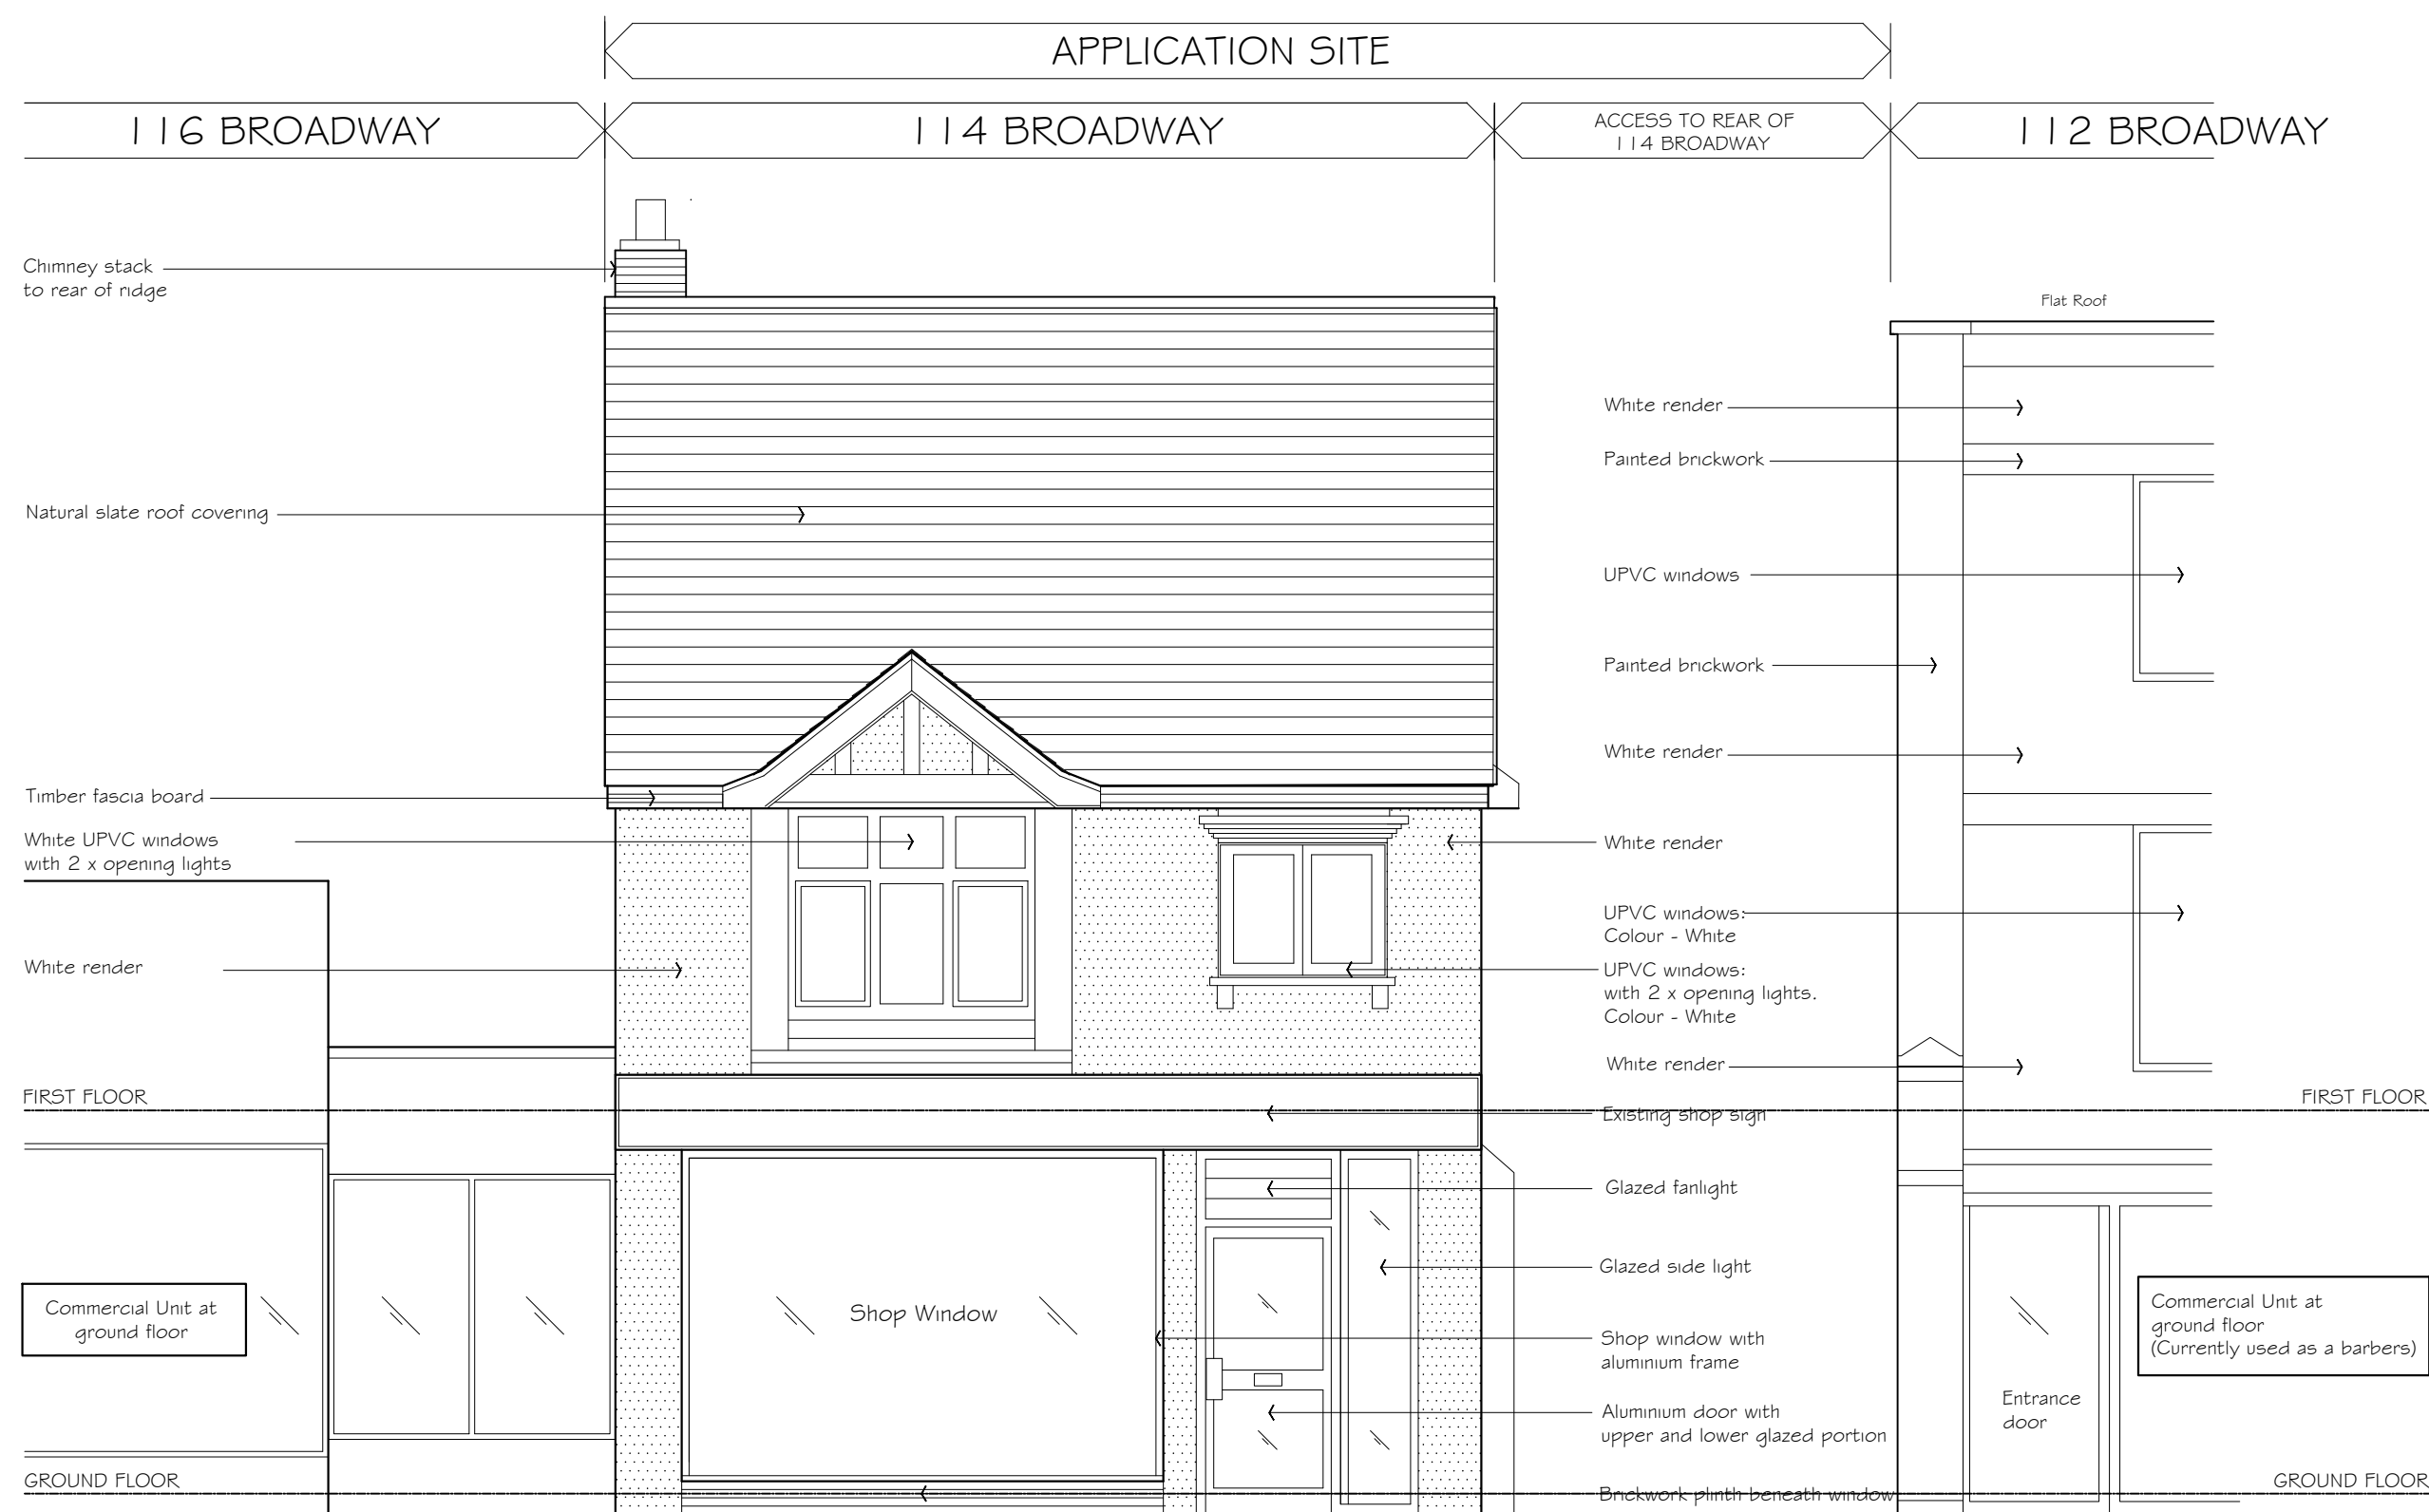 APPLICATION SITE
116 BROADWAY
114 BROADWAY
ACCESS TO REAR OF
114 BROADWAY
112 BROADWAY
Chimney stack
to rear of ridge
Natural slate roof covering
Timber fascia board
White UPVC windows
with 2 x opening lights
White render
FIRST FLOOR
Commercial Unit at
ground floor
GROUND FLOOR
Shop Window
Flat Roof
White render
Painted brickwork
UPVC windows
Painted brickwork
White render
White render
UPVC windows:
Colour - White
UPVC windows:
with 2 x opening lights.
Colour - White
White render
Existing shop sign
Glazed fanlight
Glazed side light
Shop window with
aluminium frame
Aluminium door with
upper and lower glazed portion
Brickwork plinth beneath window
FIRST FLOOR
Commercial Unit at
ground floor
(Currently used as a barbers)
Entrance
door
GROUND FLOOR